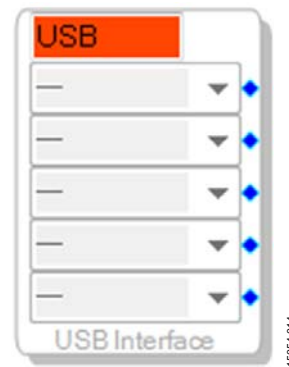 USB
—
—
—
—
—
USB Interface